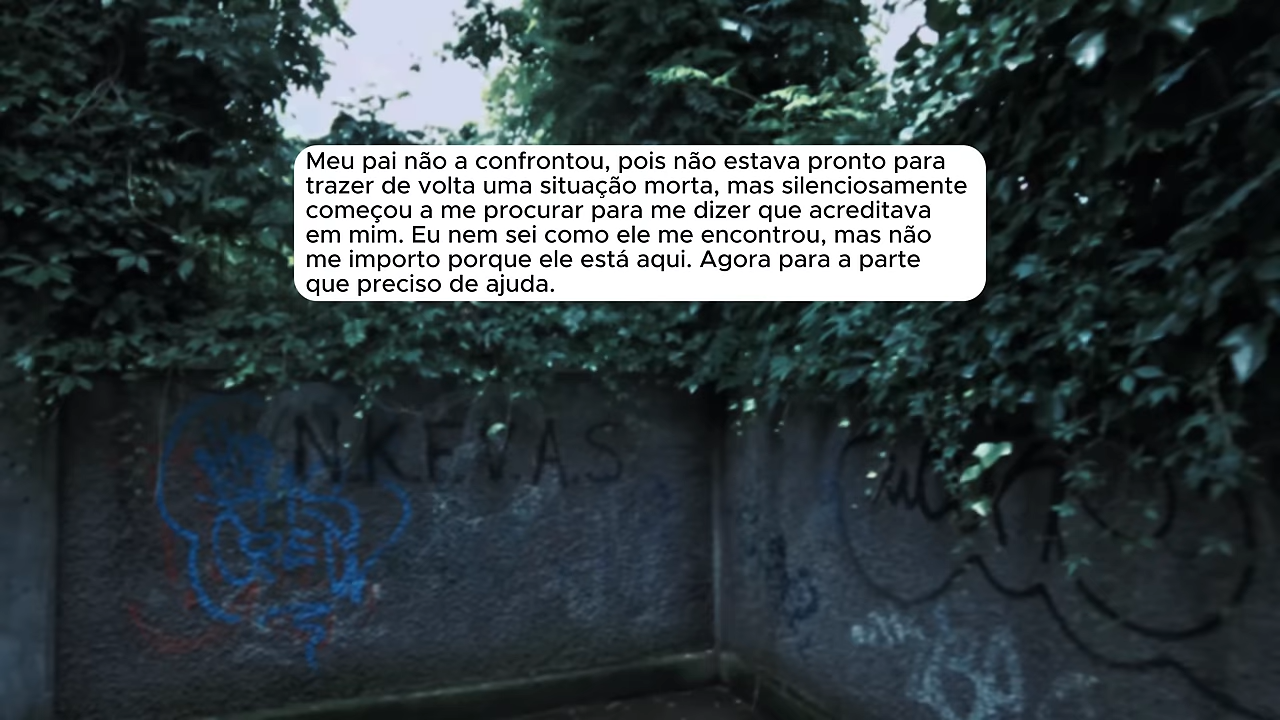 Meu pai não a confrontou, pois não estava pronto para
trazer de volta uma situação morta, mas silenciosamente
começou a me procurar para me dizer que acreditava
em mim. Eu nem sei como ele me encontrou, mas não
me importo porque ele está aqui. Agora para a parte
que preciso de ajuda.
N.K.E.V.A.S